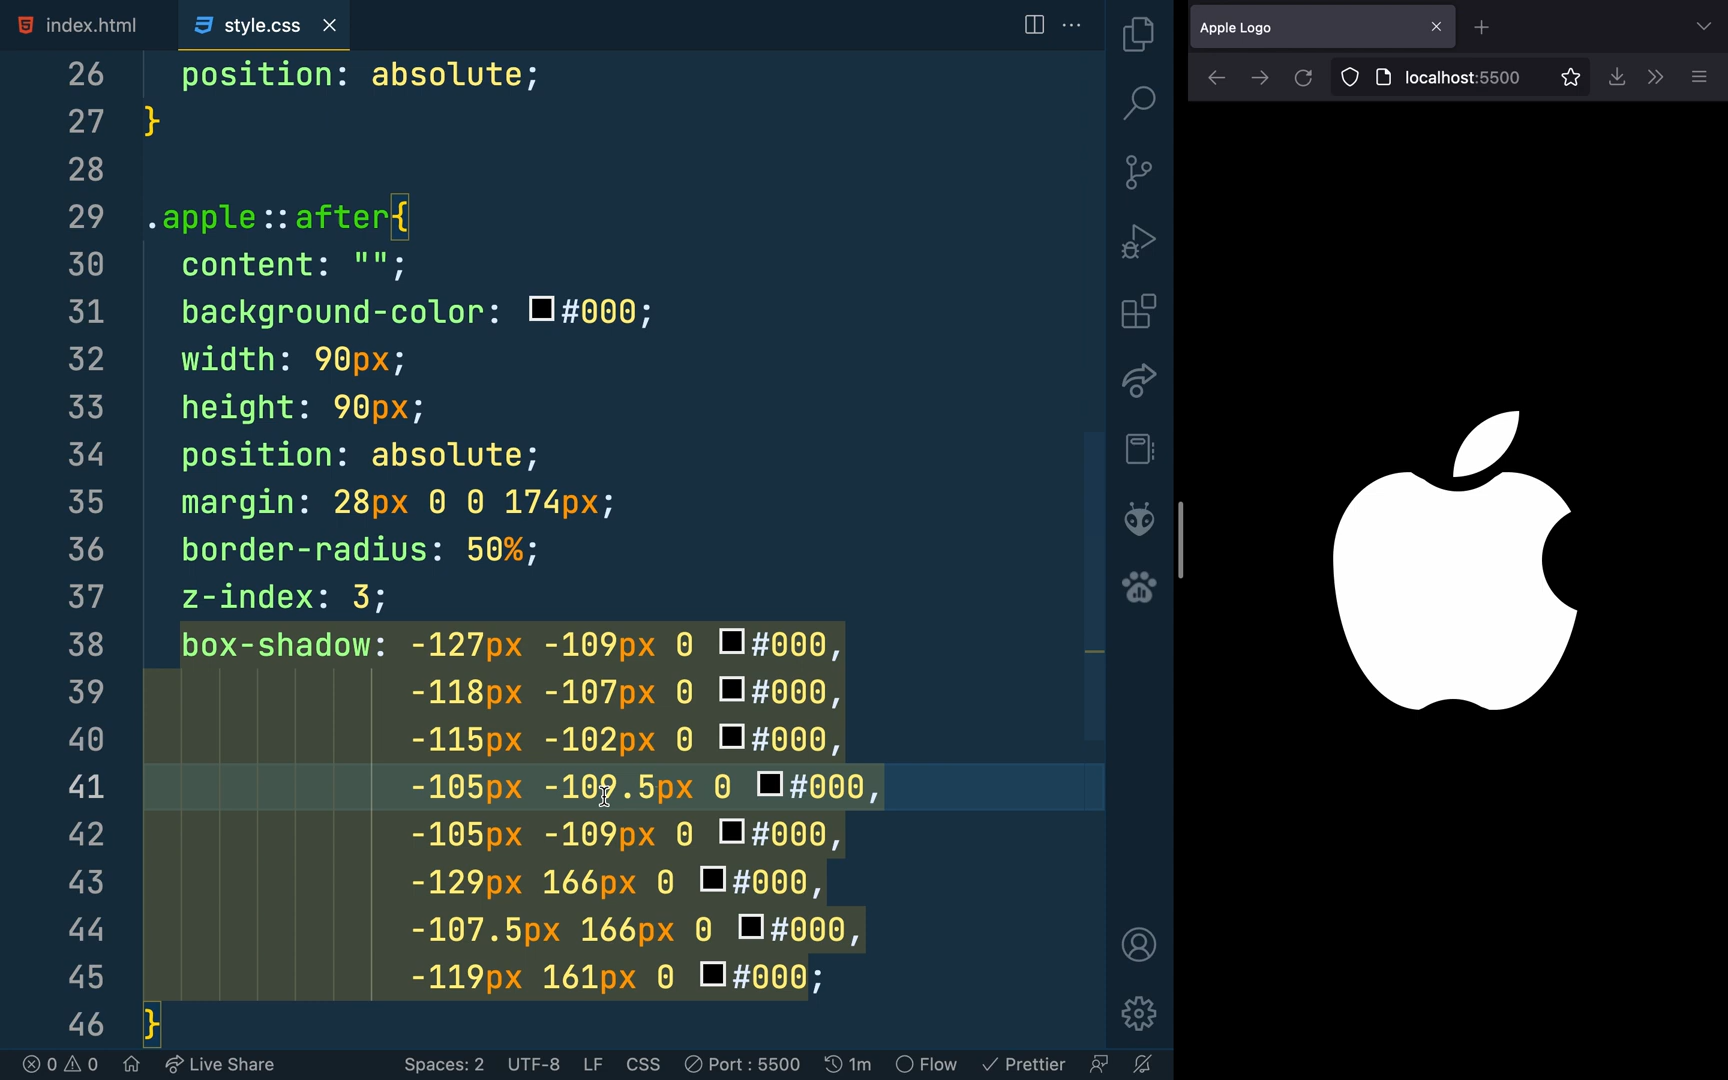 index.html
style.css
26 position: absolute;
27 }
28
29 .apple::after{
30 content: "";
31 background-color: #000;
32 width: 90px;
33 height: 90px;
34 position: absolute;
35 margin: 28px 0 0 174px;
36 border-radius: 50%;
37 z-index: 3;
38 box-shadow: -127px -109px 0 #000,
39 -118px -107px 0 #000,
40 -115px -102px 0 #000,
41 -105px -109.5px 0 #000,
42 -105px -109px 0 #000,
43 -129px 166px 0 #000,
44 -107.5px 166px 0 #000,
45 -119px 161px 0 #000;
46 }
0 0 Live Share Spaces: 2 UTF-8 LF CSS Port : 5500 1m Flow Prettier
Apple Logo
localhost:5500